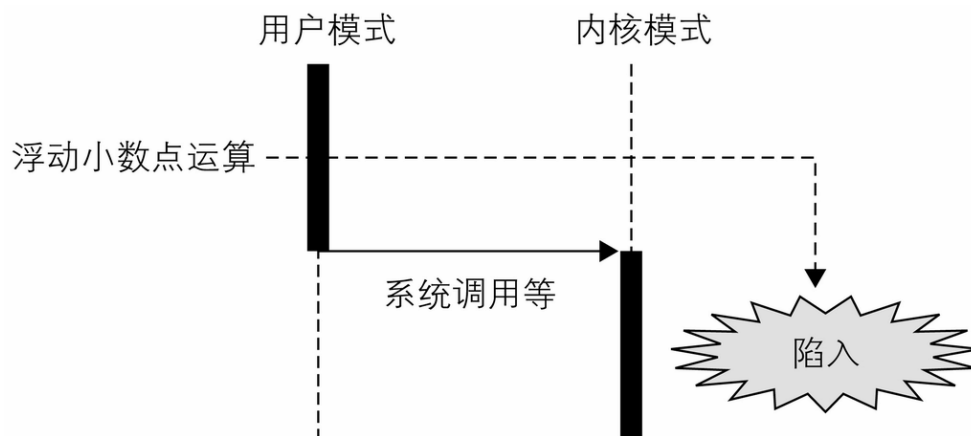 用户模式
内核模式
浮动小数点运算
系统调用等
陷入